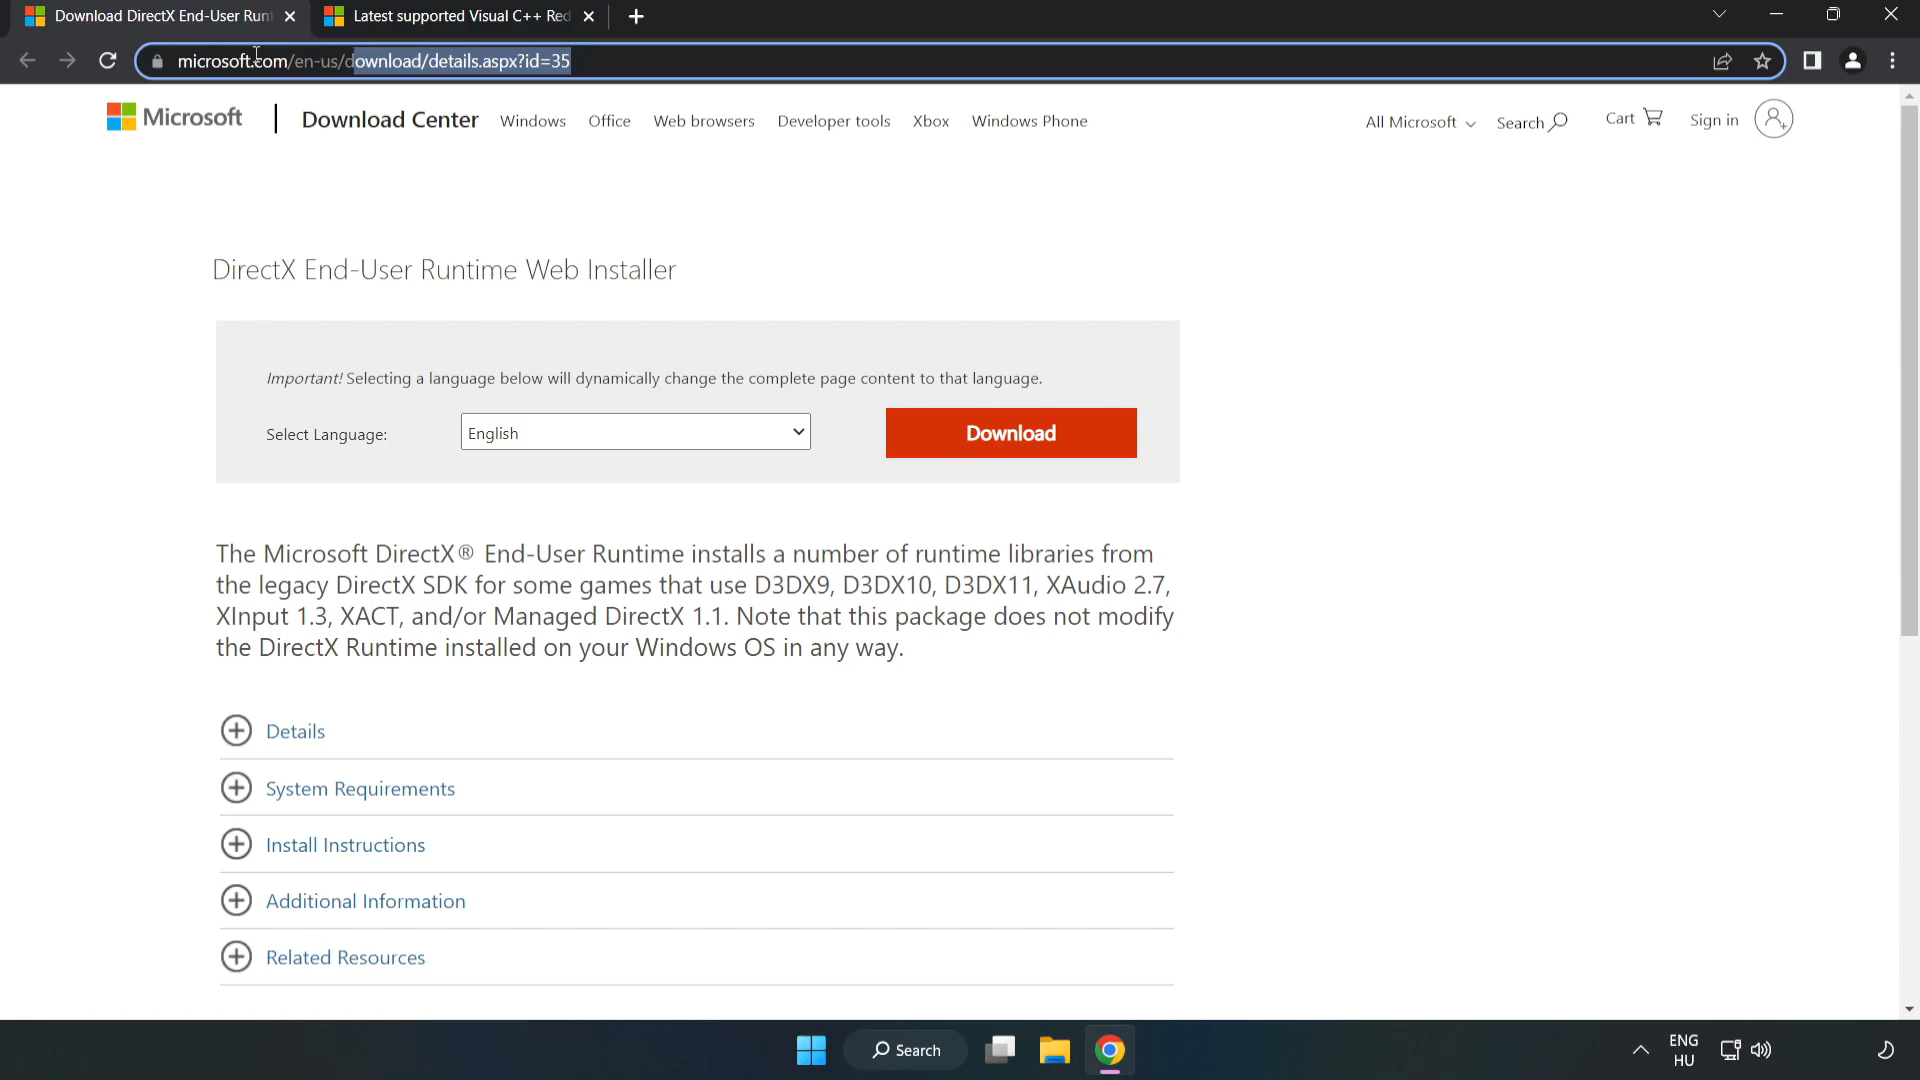 Download DirectX End-User Runt
Latest supported Visual C++ Red
microsoft.com/en-us/download/details.aspx?id=35
Microsoft
Download Center
Windows
Office
Web browsers
Developer tools
Xbox
Windows Phone
All Microsoft
Search
Cart
Sign in
DirectX End-User Runtime Web Installer
Important! Selecting a language below will dynamically change the complete page content to that language.
Select Language:
English
Download
The Microsoft DirectX® End-User Runtime installs a number of runtime libraries from
the legacy DirectX SDK for some games that use D3DX9, D3DX10, D3DX11, XAudio 2.7,
XInput 1.3, XACT, and/or Managed DirectX 1.1. Note that this package does not modify
the DirectX Runtime installed on your Windows OS in any way.
Details
System Requirements
Install Instructions
Additional Information
Related Resources
Search
ENG
HU